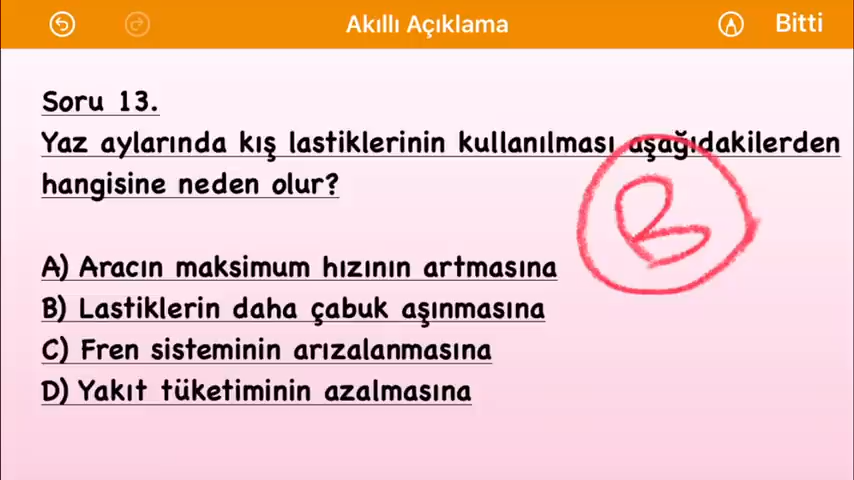 Akıllı Açıklama
Bitti
Soru 13.
Yaz aylarında kış lastiklerinin kullanılması aşağıdakilerden
hangisine neden olur?
B
A) Aracın maksimum hızının artmasına
B) Lastiklerin daha çabuk aşınmasına
C) Fren sisteminin arızalanmasına
D) Yakıt tüketiminin azalmasına